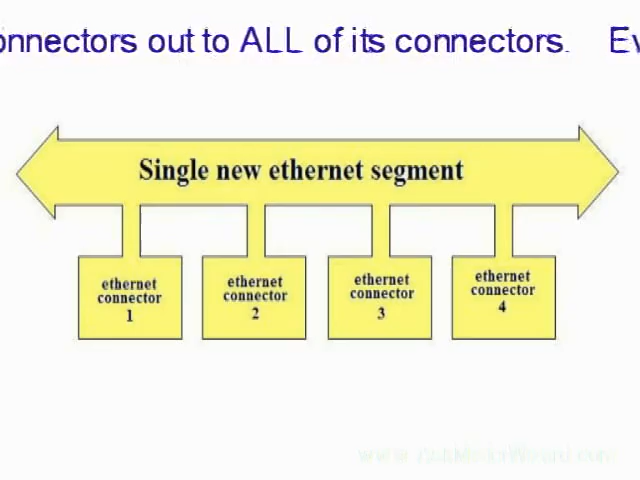 onnectors out to ALL of its connectors. Ev
Single new ethernet segment
ethernet
connector
1
ethernet
connector
2
ethernet
connector
3
ethernet
connector
4